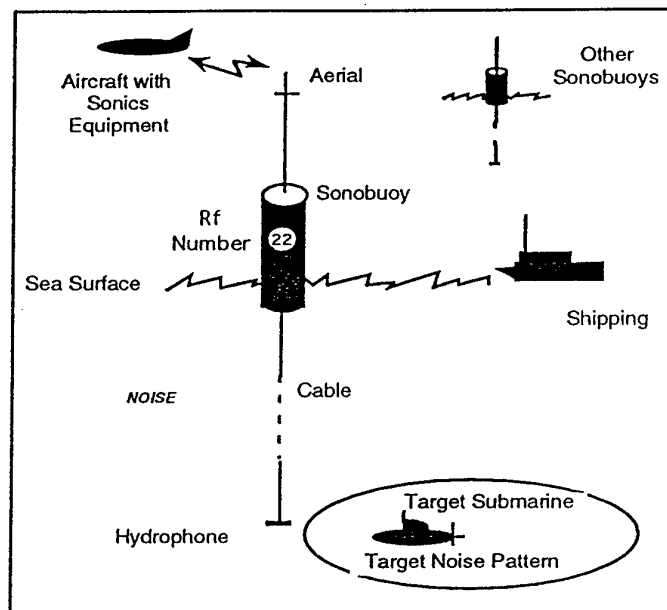 Aircraft with
Sonics
Equipment
Aerial
Other
Sonobuoys
Sonobuoy
Rf
Number
22
Sea Surface
Shipping
NOISE
Cable
Hydrophone
Target Submarine
Target Noise Pattern